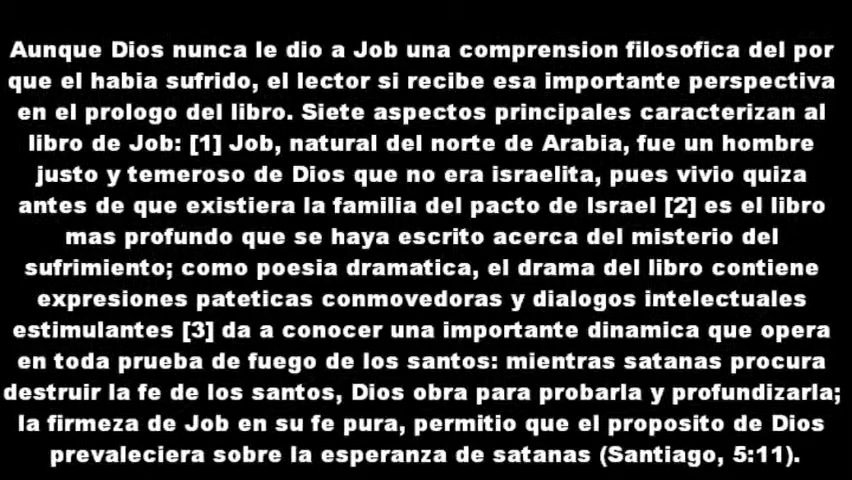 Aunque Dios nunca le dio a Job una comprension filosofica del por
que el habia sufrido, el lector si recibe esa importante perspectiva
en el prologo del libro. Siete aspectos principales caracterizan al
libro de Job: [1] Job, natural del norte de Arabia, fue un hombre
justo y temeroso de Dios que no era israelita, pues vivio quiza
antes de que existiera la familia del pacto de Israel [2] es el libro
mas profundo que se haya escrito acerca del misterio del
sufrimiento; como poesia dramatica, el drama del libro contiene
expresiones pateticas conmovedoras y dialogos intelectuales
estimulantes [3] da a conocer una importante dinamica que opera
en toda prueba de fuego de los santos: mientras satanas procura
destruir la fe de los santos, Dios obra para probarla y profundizarla;
la firmeza de Job en su fe pura, permitio que el proposito de Dios
prevaleciera sobre la esperanza de satanas (Santiago, 5:11).